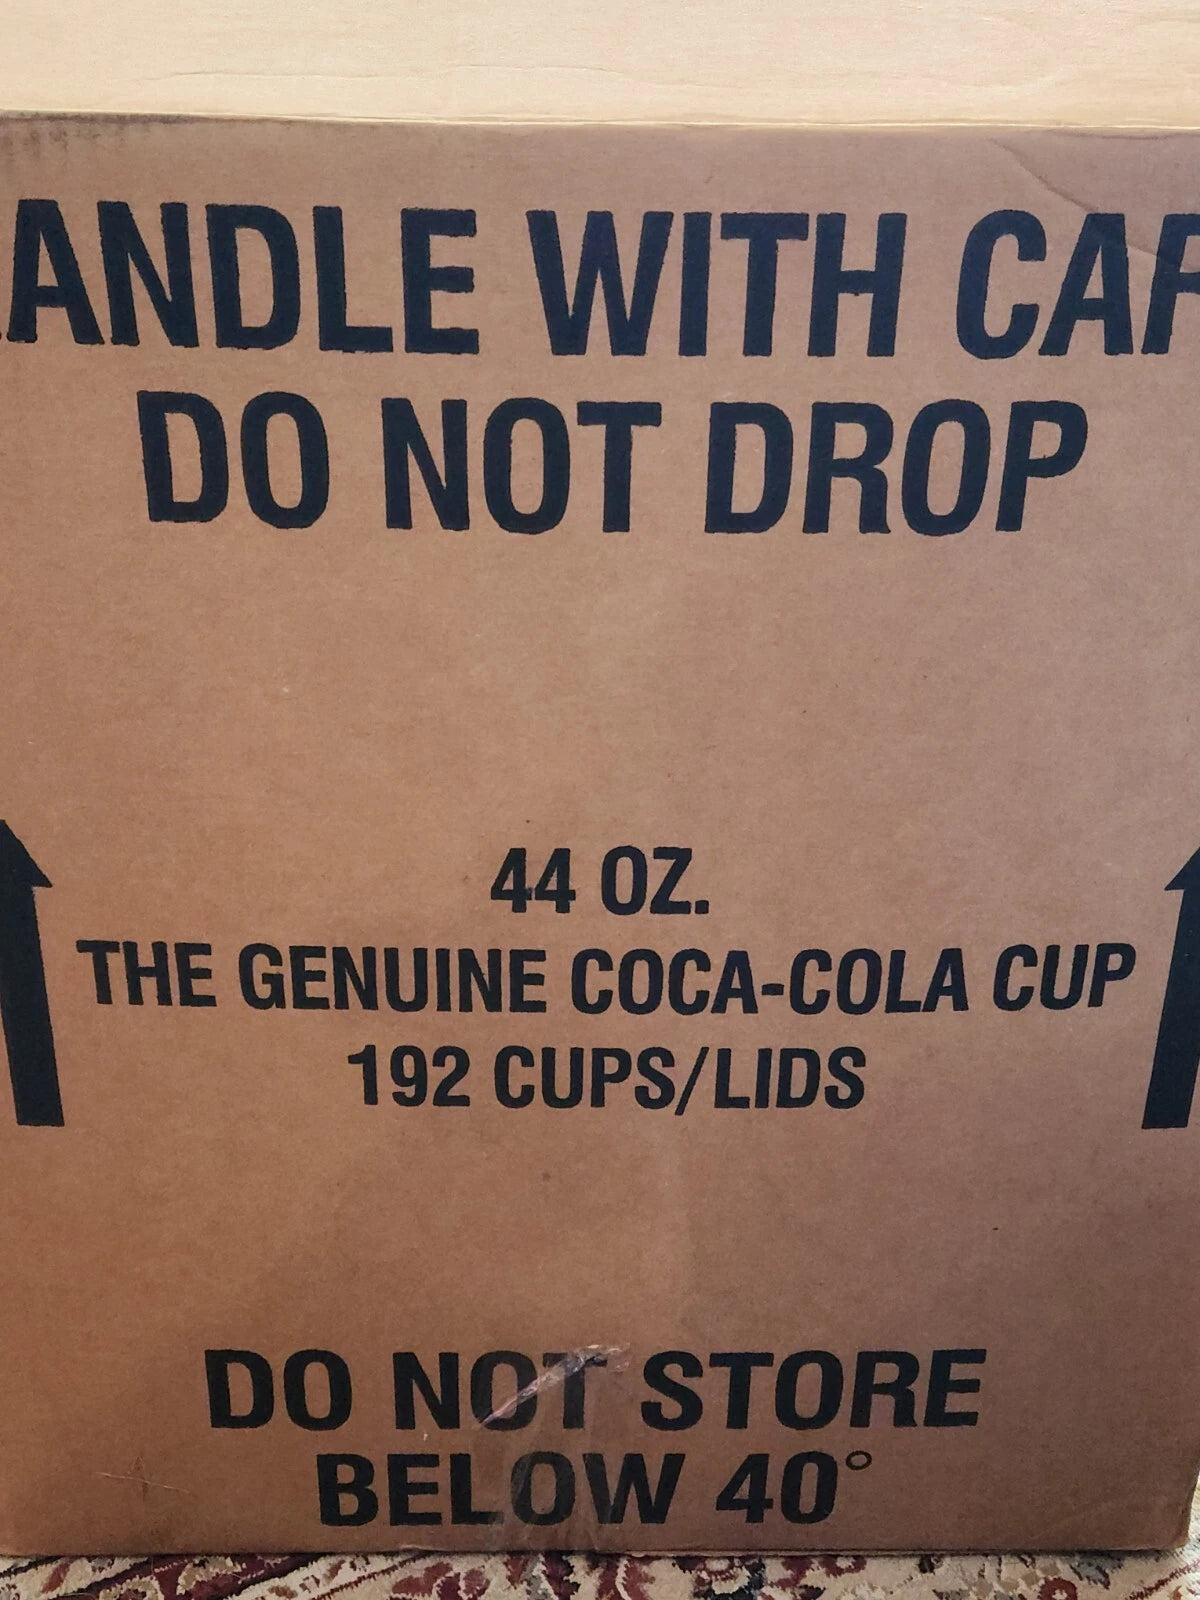 ANDLE WITH CAR
DO NOT DROP
44 OZ.
THE GENUINE COCA-COLA CUP
192 CUPS/LIDS
DO NOT STORE
BELOW 40°